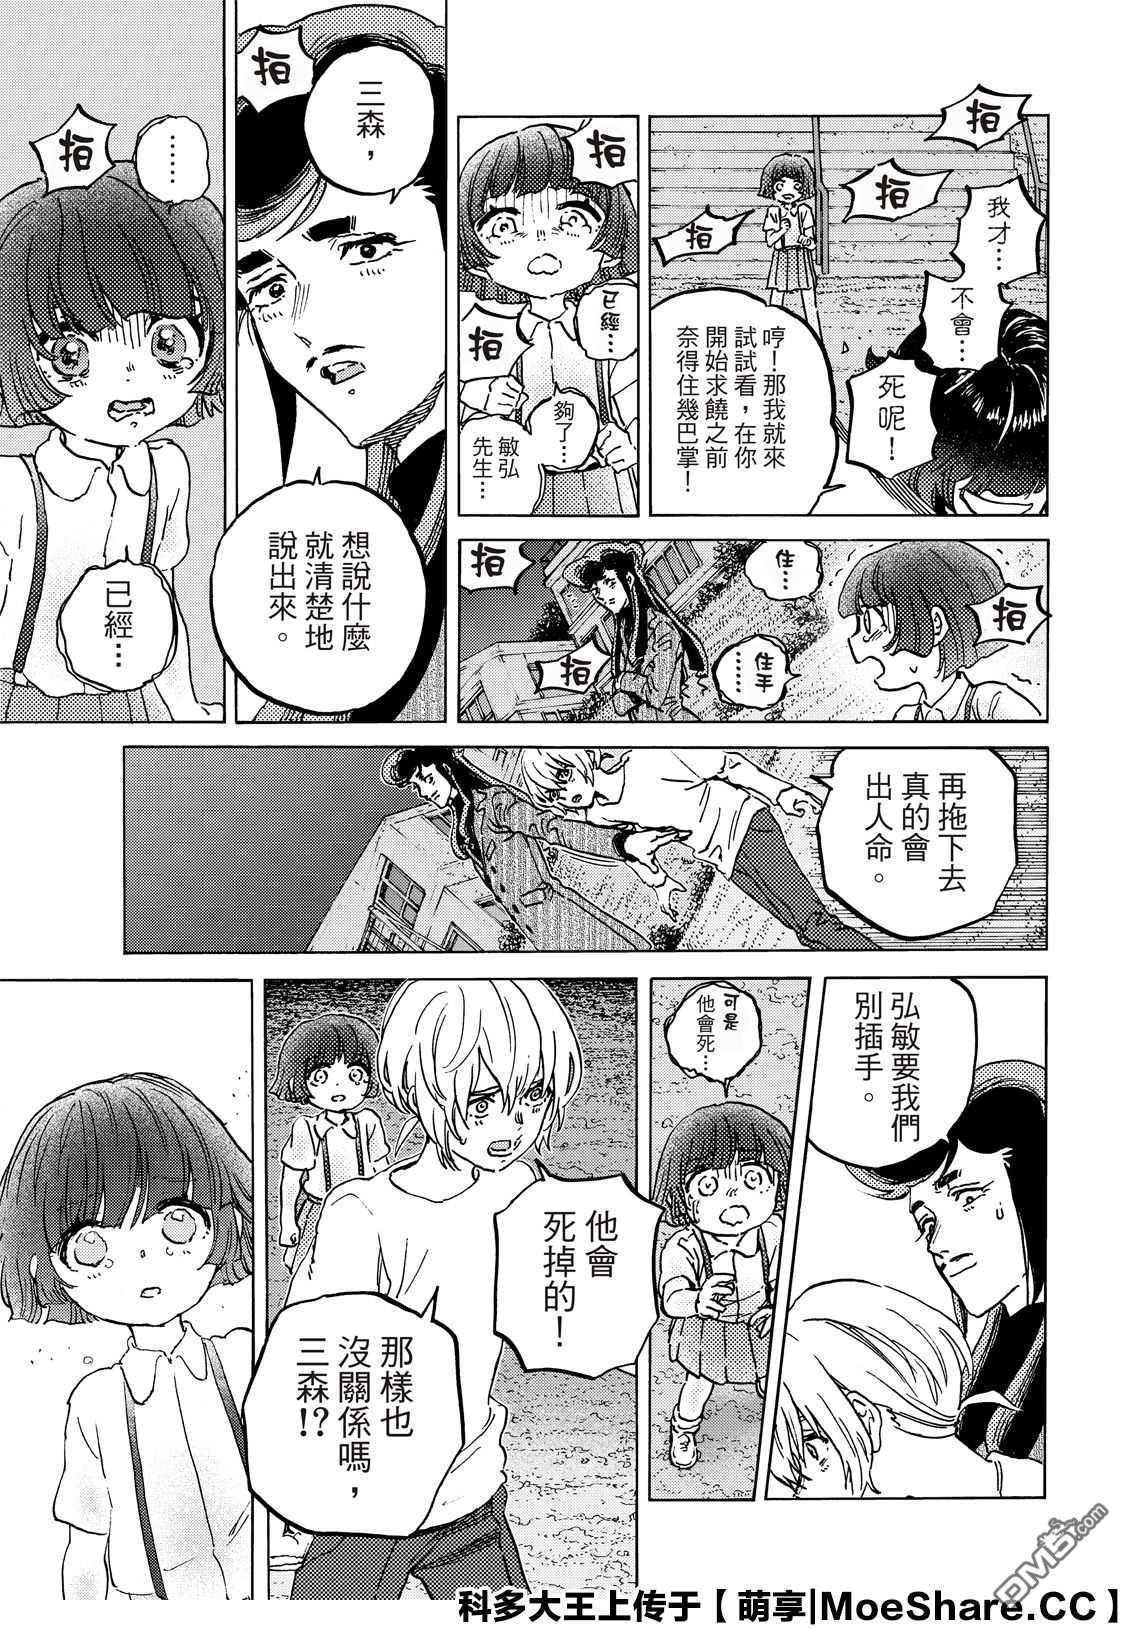 拍
拍
拍
我才…
不會…
死呢！
哼！那我就來
試試看，在你
開始求饒之前
奈得住幾巴掌！
拍
拍
已經…
夠了…
敏弘
先生…
拍
三森，
想說什麼
就清楚地
說出來。
拍
……
已經…
拍
住…
住手
……
拍
拍
再拖下去
真的會
出人命。
弘敏要我們
別插手。
可是
他會死…
他會
死掉的！
那樣也
沒關係嗎，
三森!?
DM5.com
科多大王上传于【萌享|MoeShare.CC】